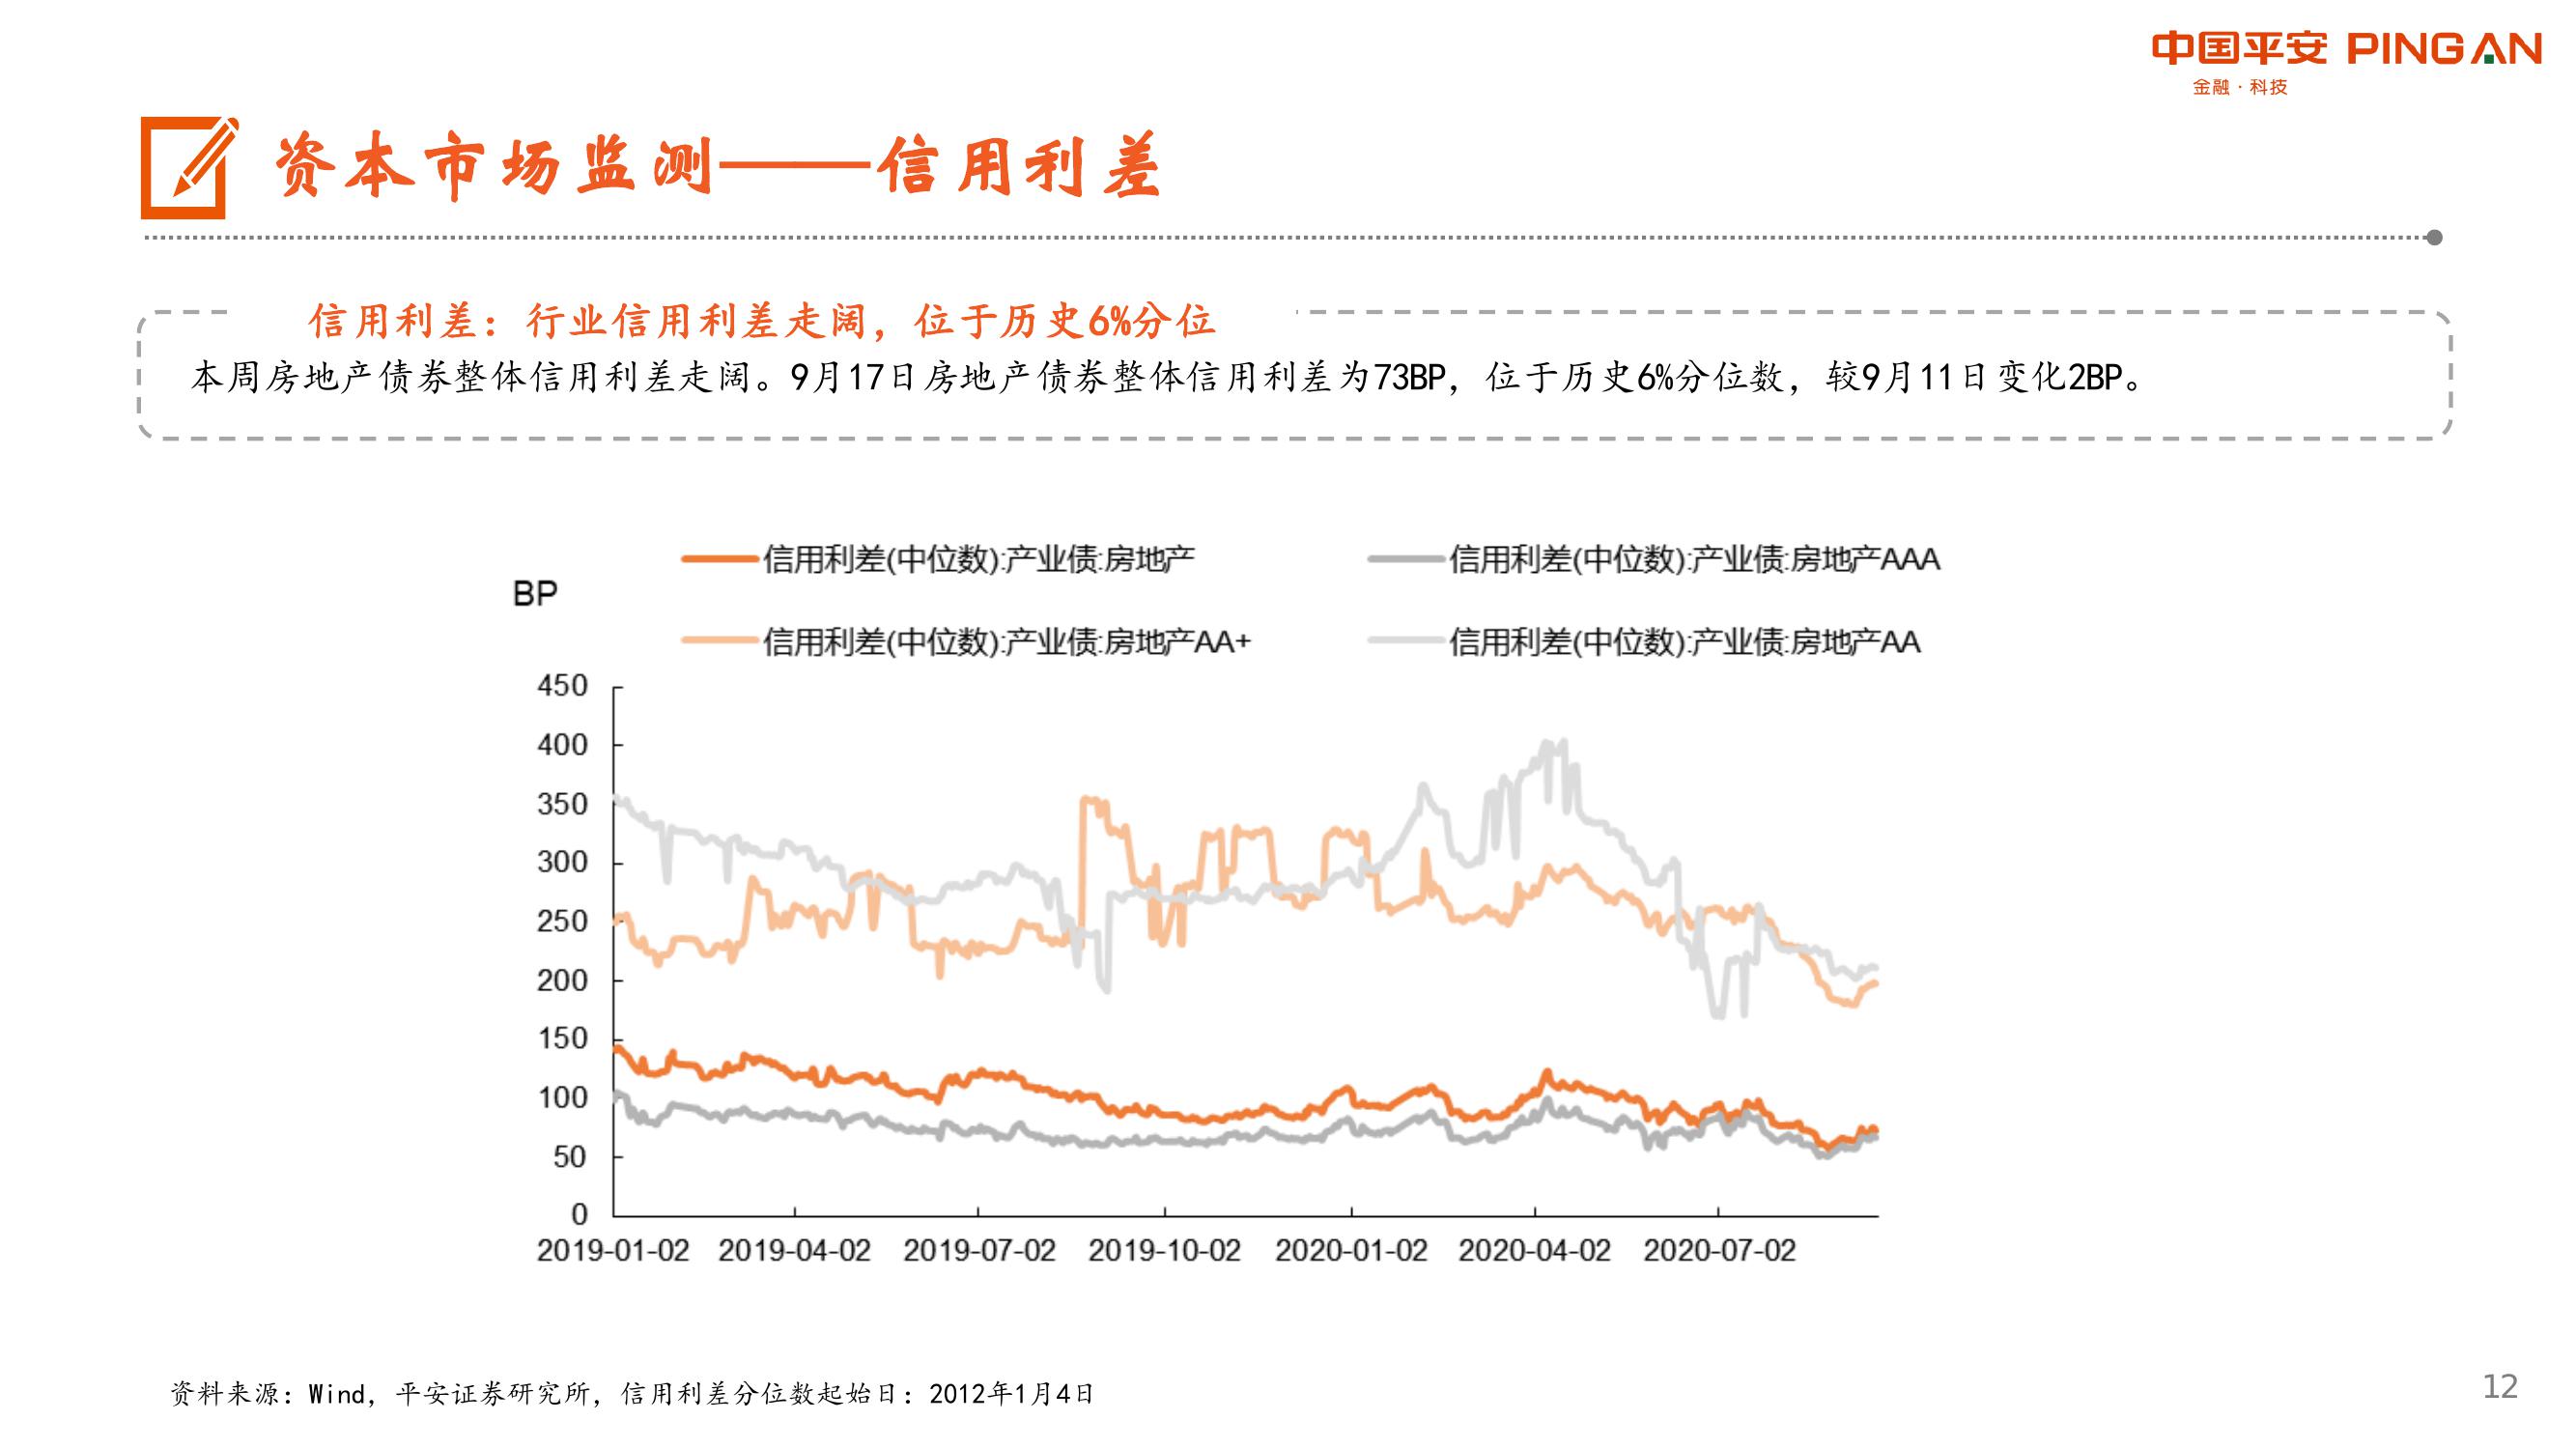 中国平安 PINGAN
金融·科技
资本市场监测——信用利差
信用利差：行业信用利差走阔，位于历史6%分位
本周房地产债券整体信用利差走阔。9月17日房地产债券整体信用利差为73BP，位于历史6%分位数，较9月11日变化2BP。
信用利差(中位数):产业债:房地产 信用利差(中位数):产业债:房地产AAA
BP
信用利差(中位数):产业债:房地产AA+ 信用利差(中位数):产业债:房地产AA
450
400
350
300
250
200
150
100
50
0
2019-01-02 2019-04-02 2019-07-02 2019-10-02 2020-01-02 2020-04-02 2020-07-02
资料来源：Wind，平安证券研究所，信用利差分位数起始日：2012年1月4日
12